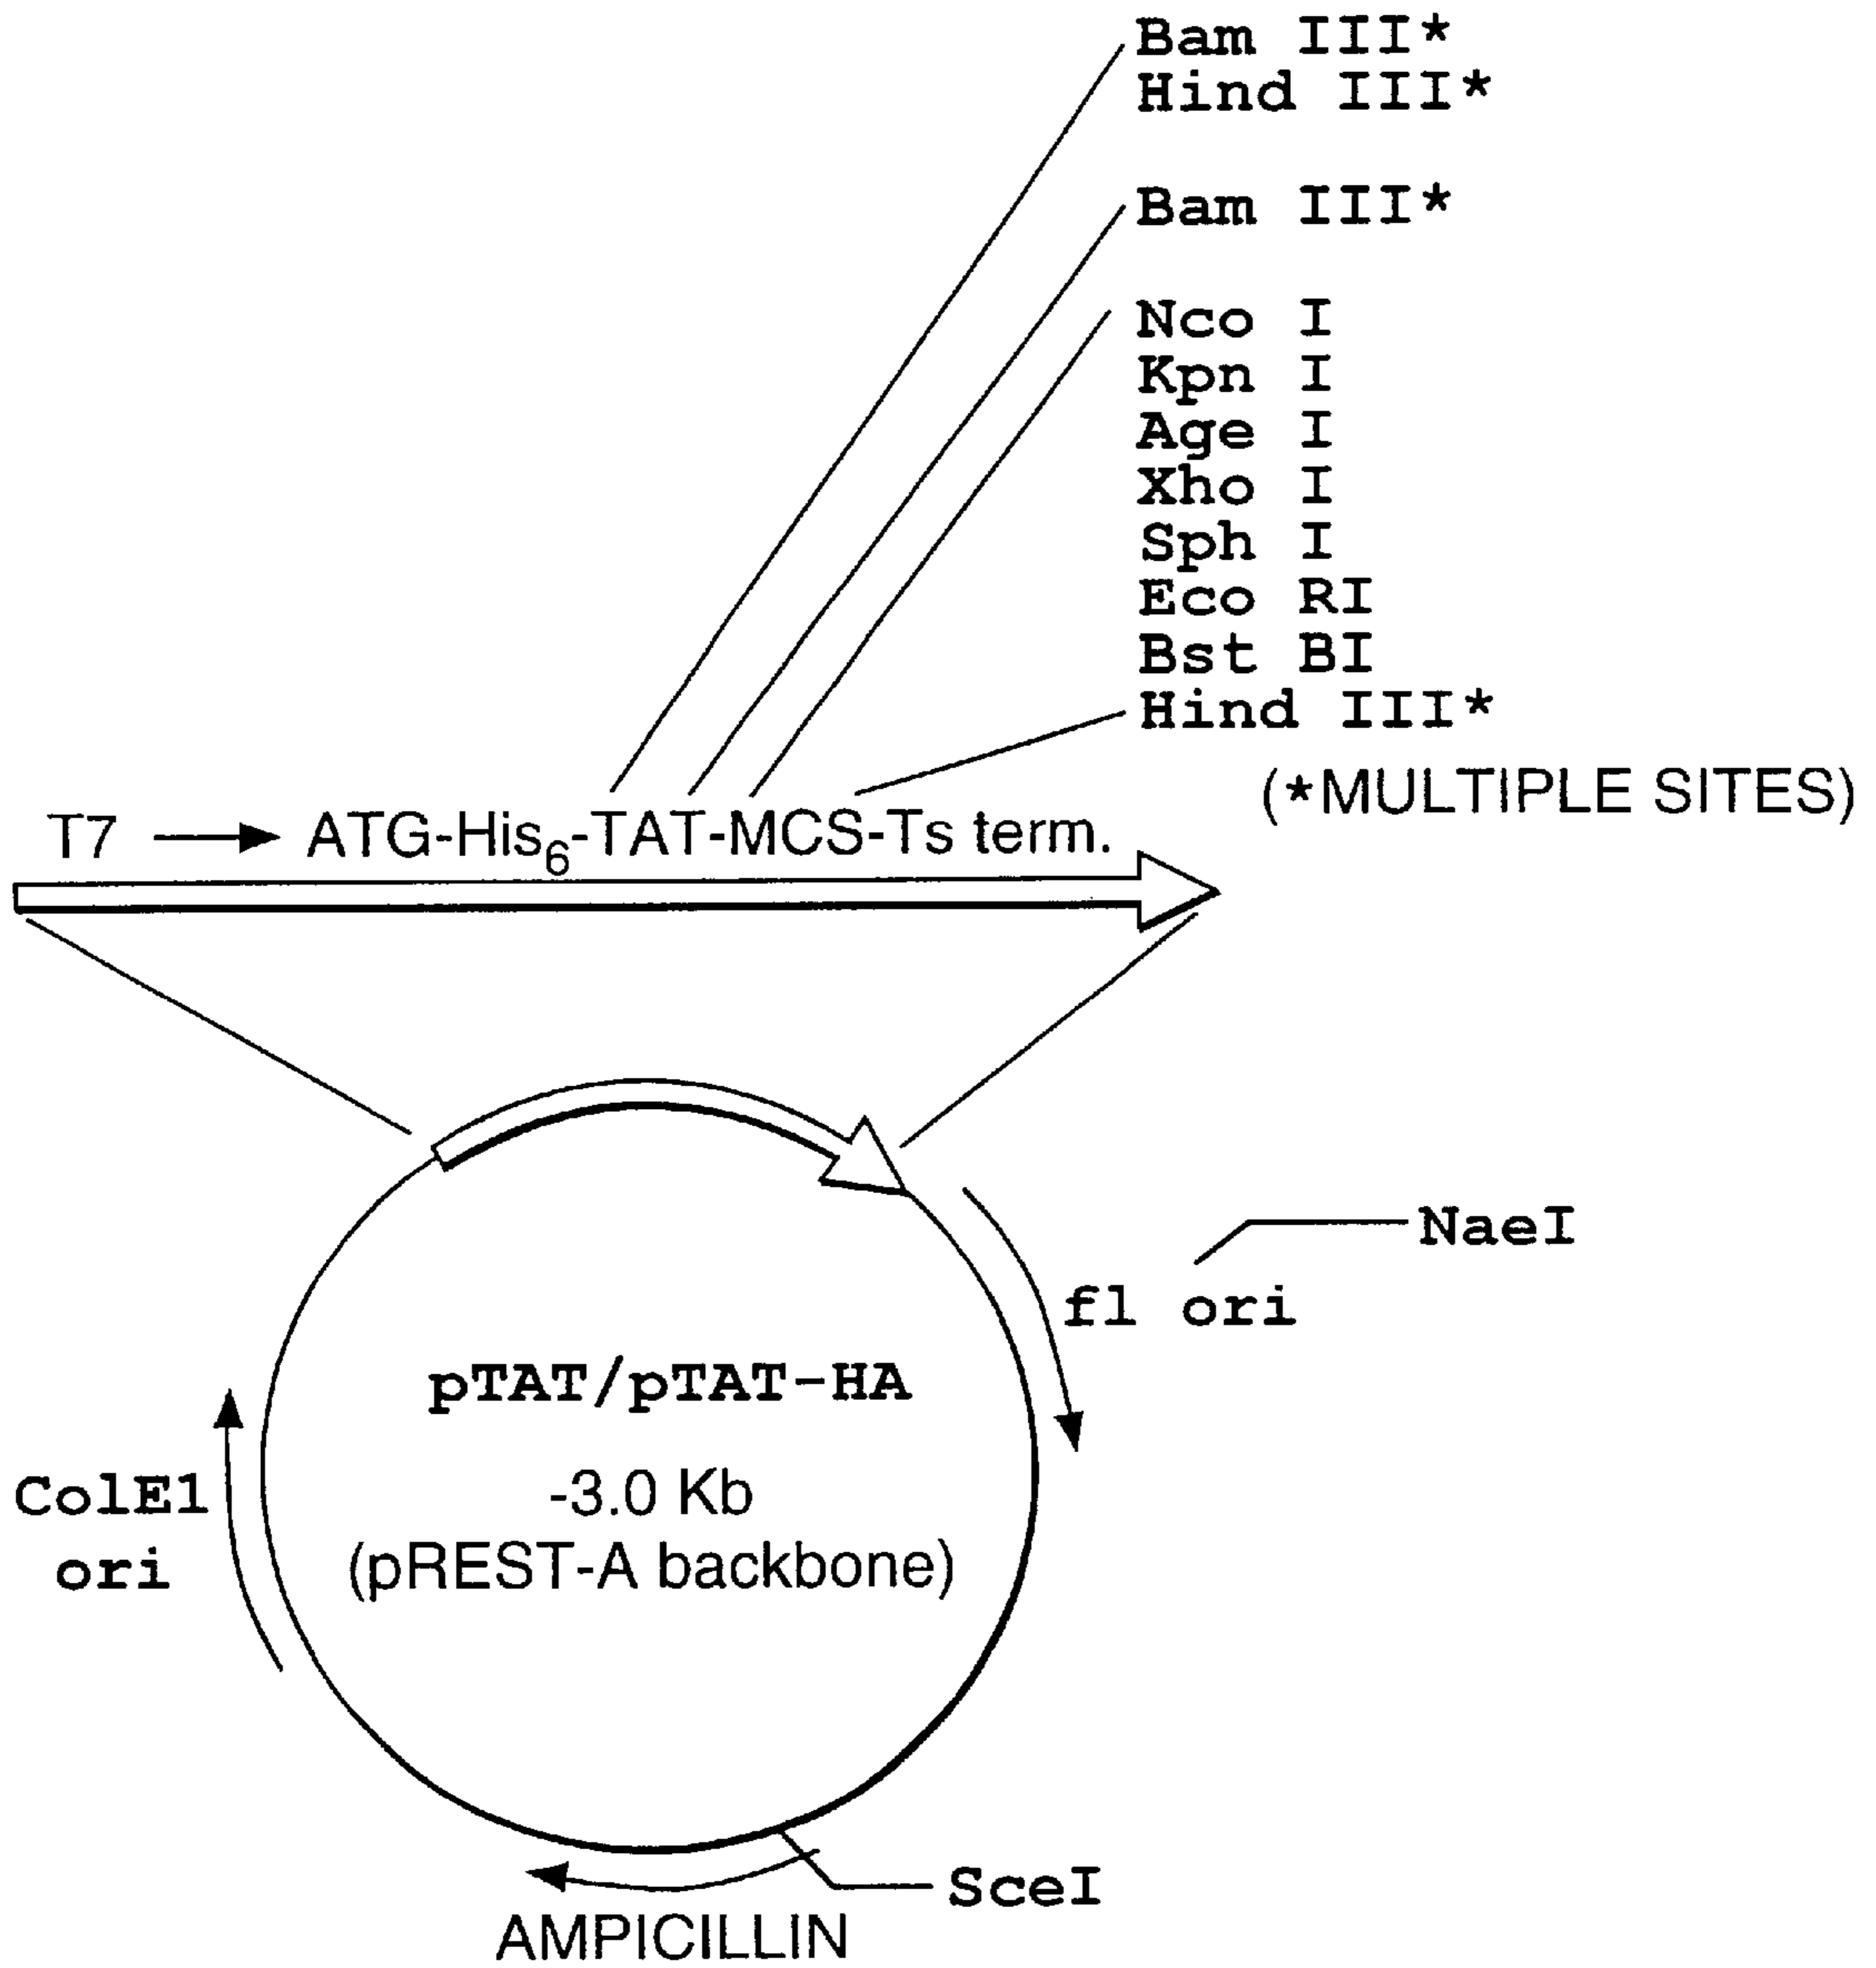 Bam III*
Hind III*
Bam III*
Nco I
Kpn I
Age I
Xho I
Sph I
Eco RI
Bst BI
Hind III*
(*MULTIPLE SITES)
T7 ATG-His6-TAT-MCS-Ts term.
NaeI
fl ori
pTAT/pTAT-HA
-3.0 Kb
(pREST-A backbone)
ColE1
ori
SceI
AMPICILLIN